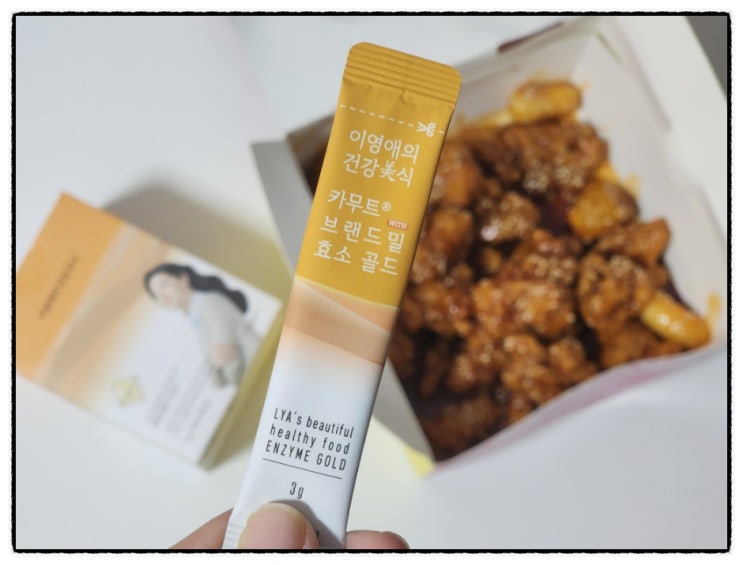 이영애의
건강美식
카무트®
브랜드밀 WITH
효소 골드
LYA's beautiful
healthy food
ENZYME GOLD
3g